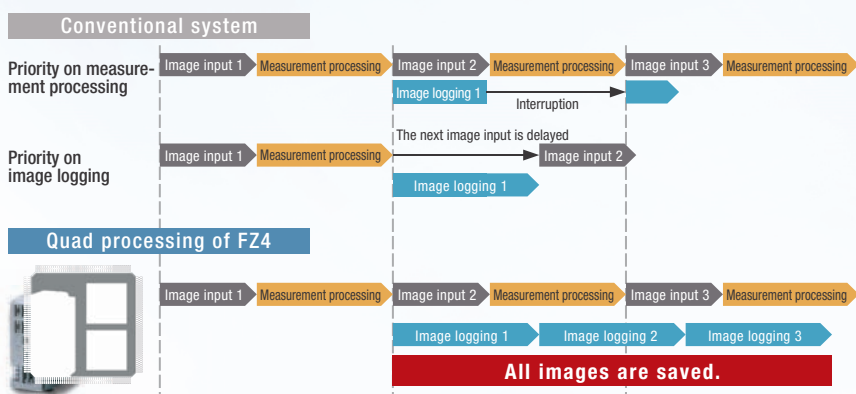 Conventional system
Priority on measure-
ment processing
Image input 1 Measurement processing Image input 2 Measurement processing Image input 3 Measurement processing
Image logging 1
Interruption
The next image input is delayed
Priority on
image logging
Image input 1 Measurement processing Image input 2
Image logging 1
Quad processing of FZ4
Image input 1 Measurement processing Image input 2 Measurement processing Image input 3 Measurement processing
Image logging 1 Image logging 2 Image logging 3
All images are saved.